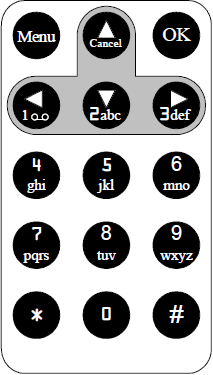 Menu
Cancel
OK
1
2abc
3def
4
ghi
5
jkl
6
mno
7
pqrs
8
tuv
9
wxyz
*
0
#